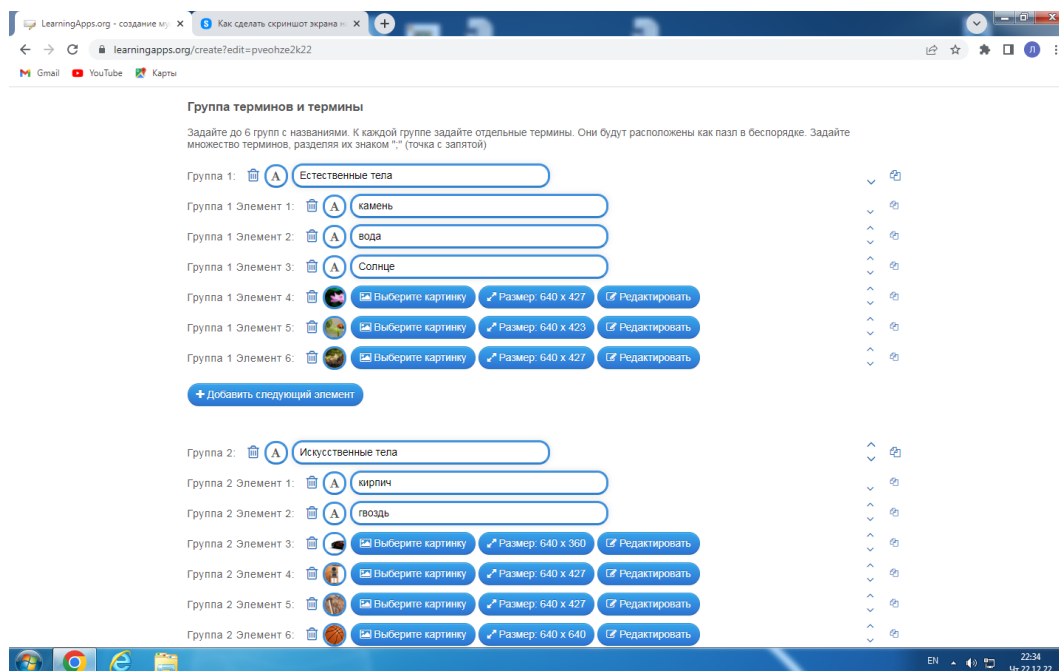 LearningApps.org - создание му
Как сделать скриншот экрана н
learningapps.org/create?edit=pveohze2k22
Л
Gmail YouTube Карты
Группа терминов и термины
Задайте до 6 групп с названиями. К каждой группе задайте отдельные термины. Они будут расположены как пазл в беспорядке. Задайте
множество терминов, разделяя их знаком ";" (точка с запятой)
Группа 1: A Естественные тела
Группа 1 Элемент 1: A камень
Группа 1 Элемент 2: A вода
Группа 1 Элемент 3: A Солнце
Группа 1 Элемент 4: Выберите картинку Размер: 640 x 427 Редактировать
Группа 1 Элемент 5: Выберите картинку Размер: 640 x 423 Редактировать
Группа 1 Элемент 6: Выберите картинку Размер: 640 x 427 Редактировать
+ Добавить следующий элемент
Группа 2: A Искусственные тела
Группа 2 Элемент 1: A кирпич
Группа 2 Элемент 2: A гвоздь
Группа 2 Элемент 3: Выберите картинку Размер: 640 x 360 Редактировать
Группа 2 Элемент 4: Выберите картинку Размер: 640 x 427 Редактировать
Группа 2 Элемент 5: Выберите картинку Размер: 640 x 427 Редактировать
Группа 2 Элемент 6: Выберите картинку Размер: 640 x 640 Редактировать
EN 22:34
Чт 22.12.22